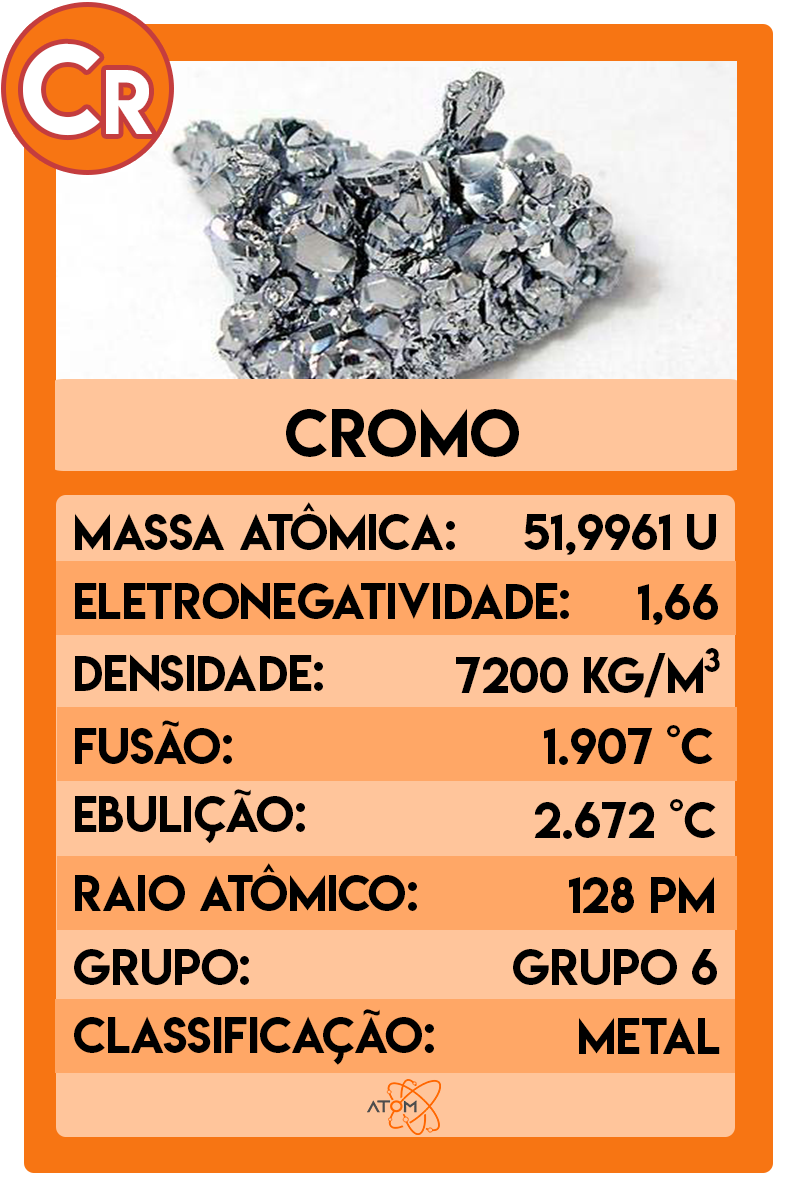 CR
CROMO
MASSA ATÔMICA: 51,9961 U
ELETRONEGATIVIDADE: 1,66
DENSIDADE: 7200 KG/M³
FUSÃO: 1.907 °C
EBULIÇÃO: 2.672 °C
RAIO ATÔMICO: 128 PM
GRUPO: GRUPO 6
CLASSIFICAÇÃO: METAL
ATOM